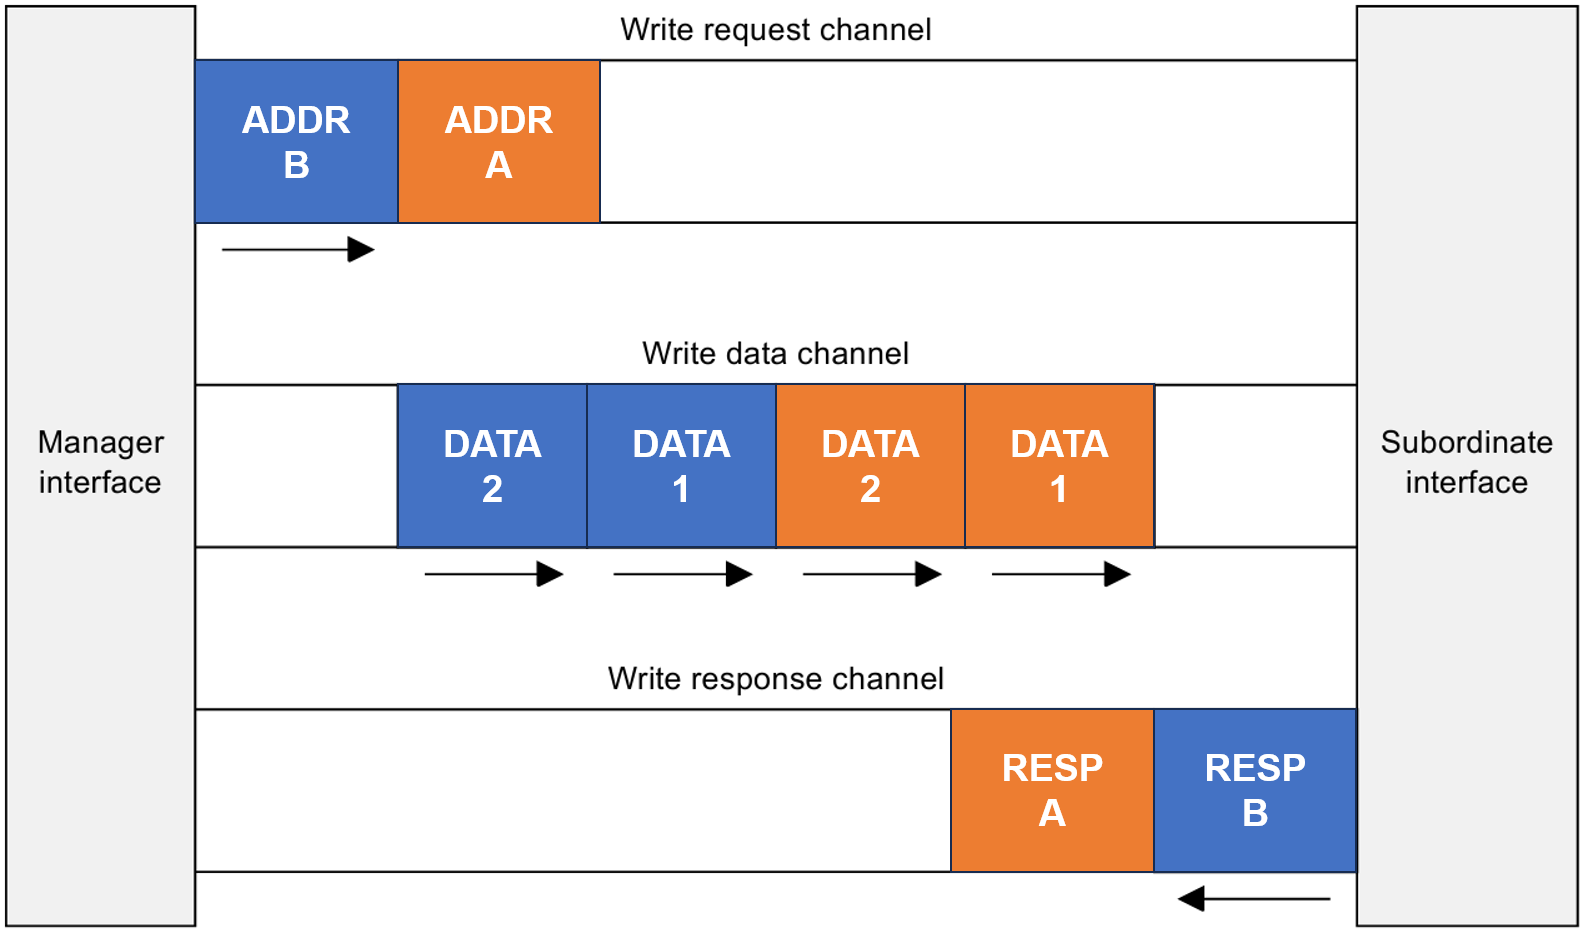 Write request channel
ADDR
B
ADDR
A
Write data channel
Manager
interface
DATA
2
DATA
1
DATA
2
DATA
1
Subordinate
interface
Write response channel
RESP
A
RESP
B